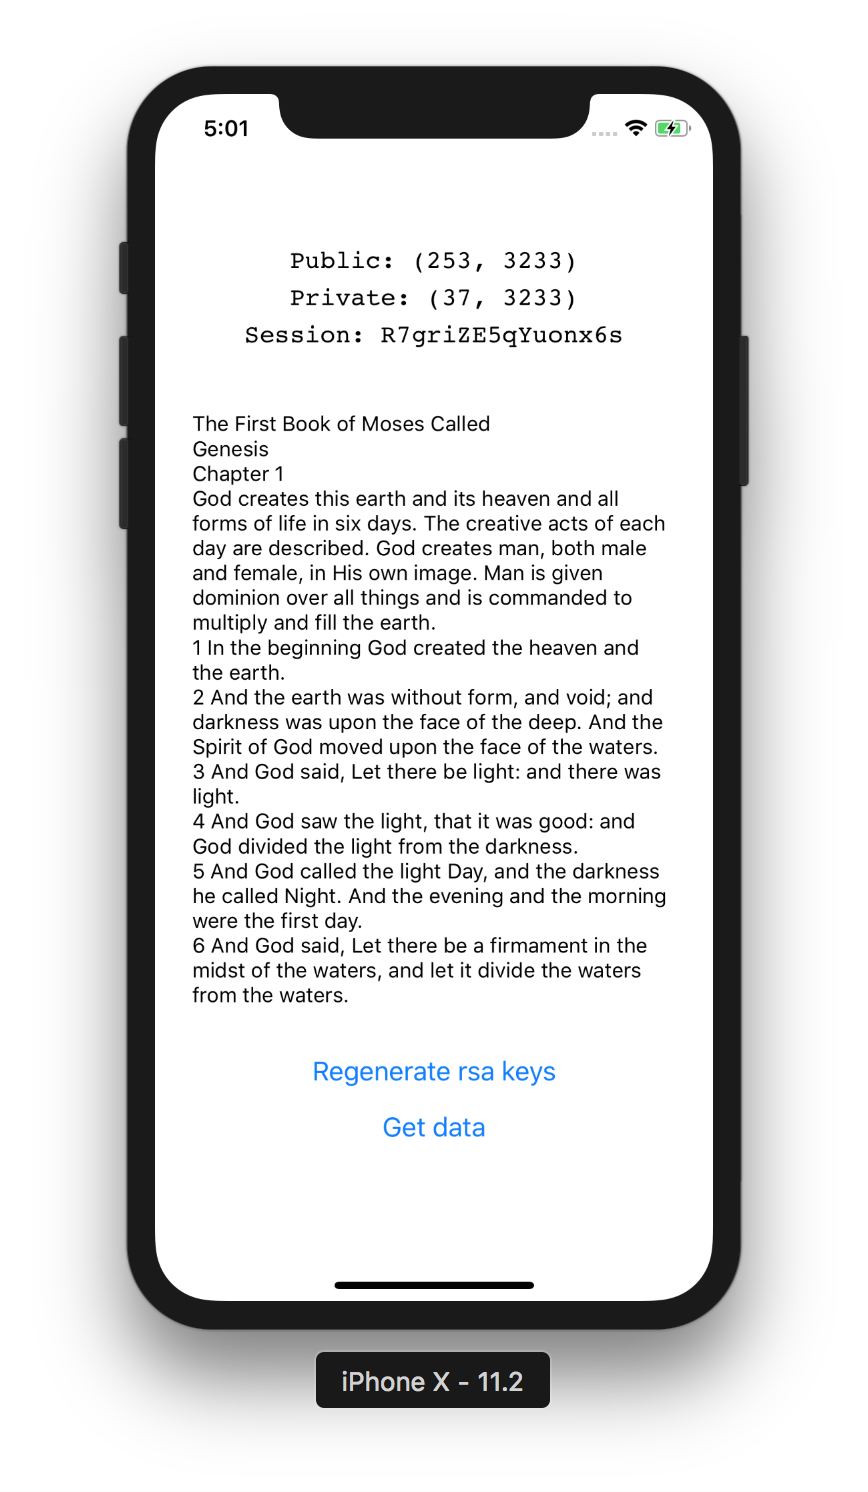 5:01
Public: (253, 3233)
Private: (37, 3233)
Session: R7griZE5qYuonx6s
The First Book of Moses Called
Genesis
Chapter 1
God creates this earth and its heaven and all
forms of life in six days. The creative acts of each
day are described. God creates man, both male
and female, in His own image. Man is given
dominion over all things and is commanded to
multiply and fill the earth.
1 In the beginning God created the heaven and
the earth.
2 And the earth was without form, and void; and
darkness was upon the face of the deep. And the
Spirit of God moved upon the face of the waters.
3 And God said, Let there be light: and there was
light.
4 And God saw the light, that it was good: and
God divided the light from the darkness.
5 And God called the light Day, and the darkness
he called Night. And the evening and the morning
were the first day.
6 And God said, Let there be a firmament in the
midst of the waters, and let it divide the waters
from the waters.
Regenerate rsa keys
Get data
iPhone X - 11.2